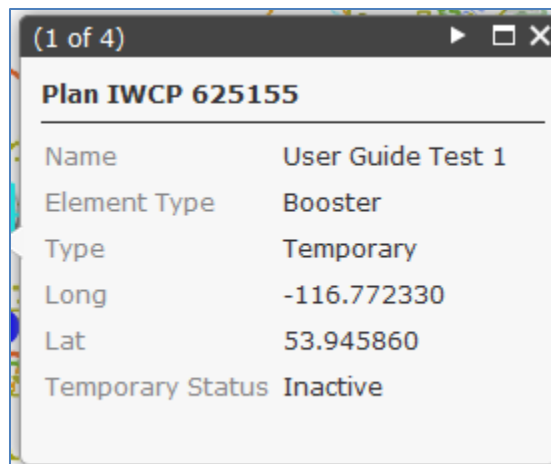 (1 of 4)
Plan IWCP 625155
Name User Guide Test 1
Element Type Booster
Type Temporary
Long -116.772330
Lat 53.945860
Temporary Status Inactive